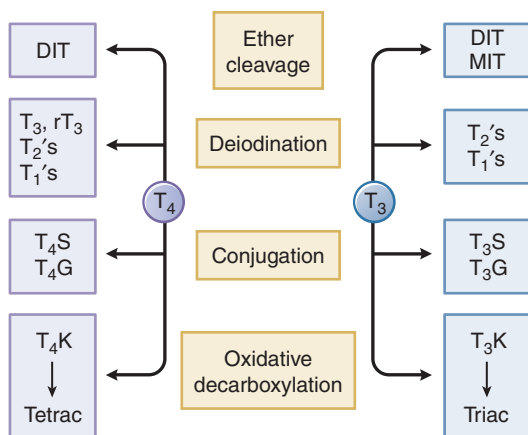 DIT
Ether
cleavage
DIT
MIT
T₃, rT₃
T₂′s
T₁′s
Deiodination
T₂′s
T₁′s
T₄
T₃
T₄S
T₄G
Conjugation
T₃S
T₃G
T₄K
Tetrac
Oxidative
decarboxylation
T₃K
Triac